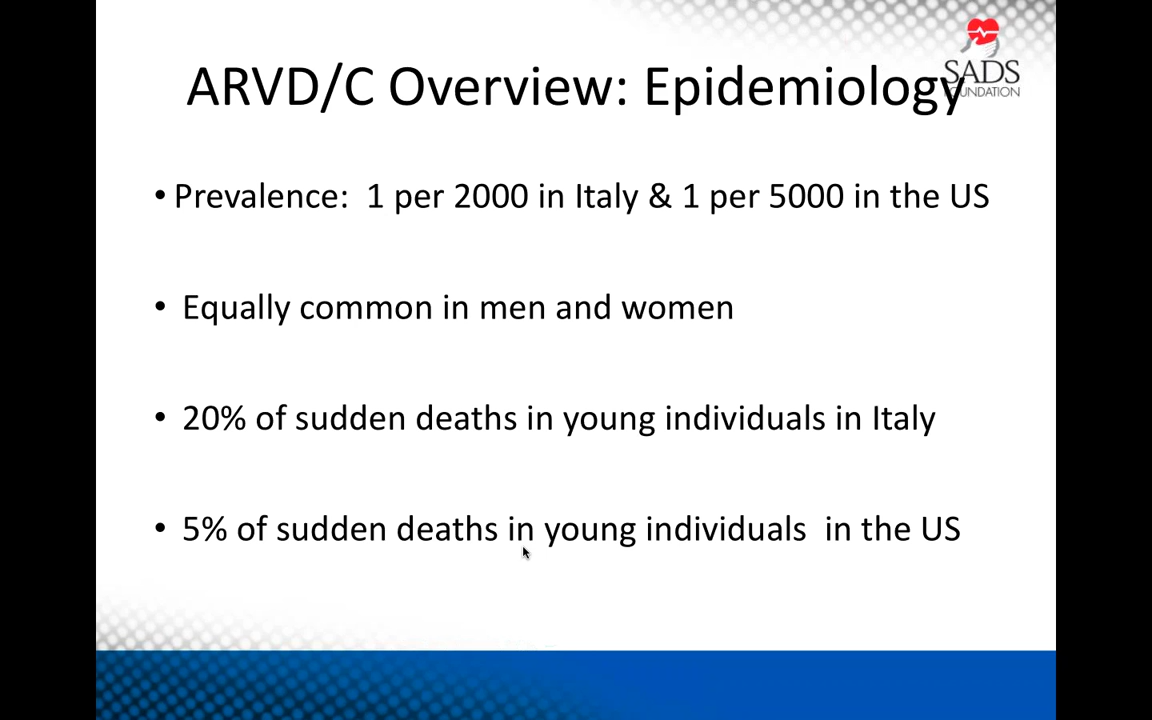 ARVD/C Overview: Epidemiology
SADS
FOUNDATION
• Prevalence:  1 per 2000 in Italy & 1 per 5000 in the US
• Equally common in men and women
• 20% of sudden deaths in young individuals in Italy
• 5% of sudden deaths in young individuals  in the US